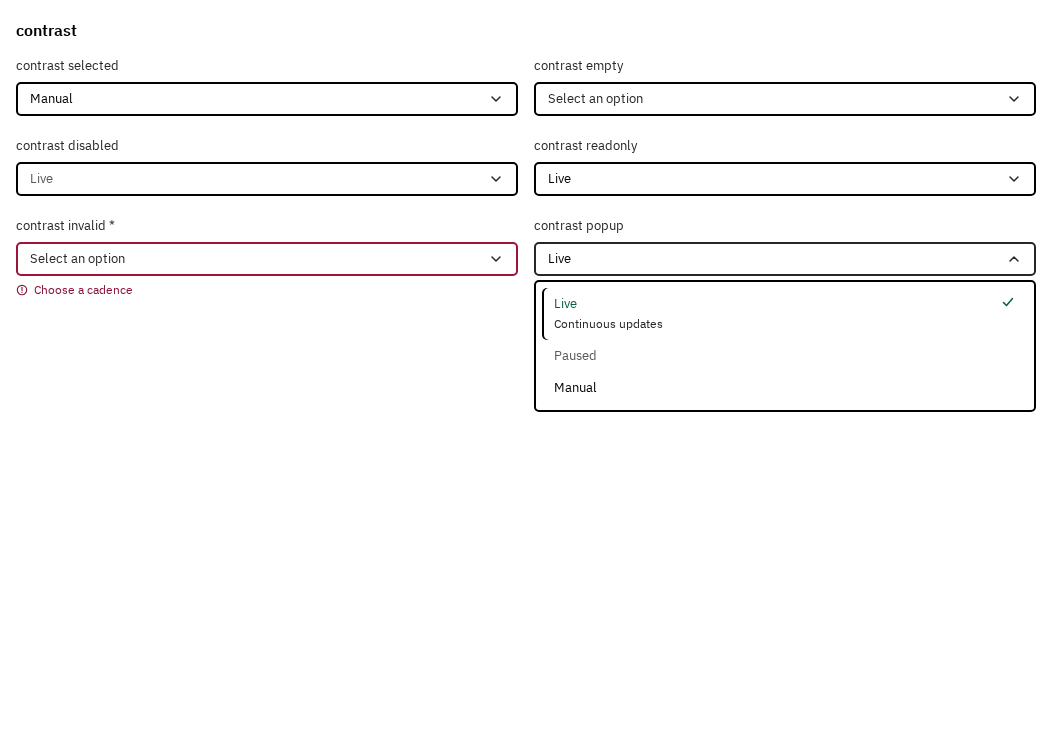 contrast
contrast selected
Manual
contrast empty
Select an option
contrast disabled
Live
contrast readonly
Live
contrast invalid *
Select an option
Choose a cadence
contrast popup
Live
Live
Continuous updates
Paused
Manual